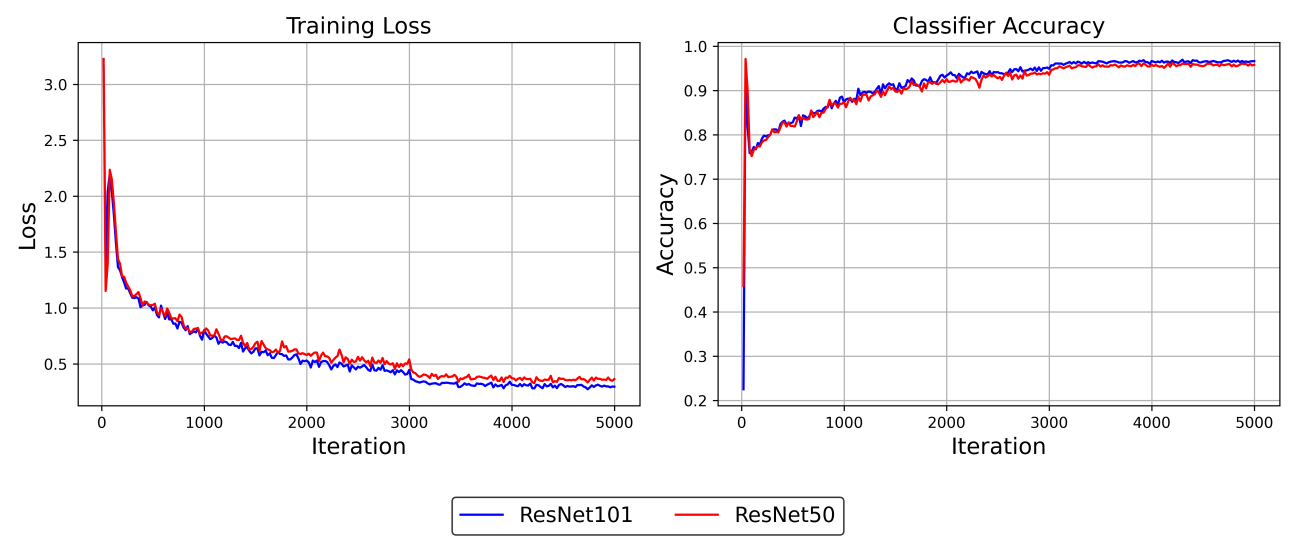 Training Loss
Loss
3.0
2.5
2.0
1.5
1.0
0.5
0 1000 2000 3000 4000 5000
Iteration
Classifier Accuracy
Accuracy
1.0
0.9
0.8
0.7
0.6
0.5
0.4
0.3
0.2
0 1000 2000 3000 4000 5000
Iteration
ResNet101 ResNet50